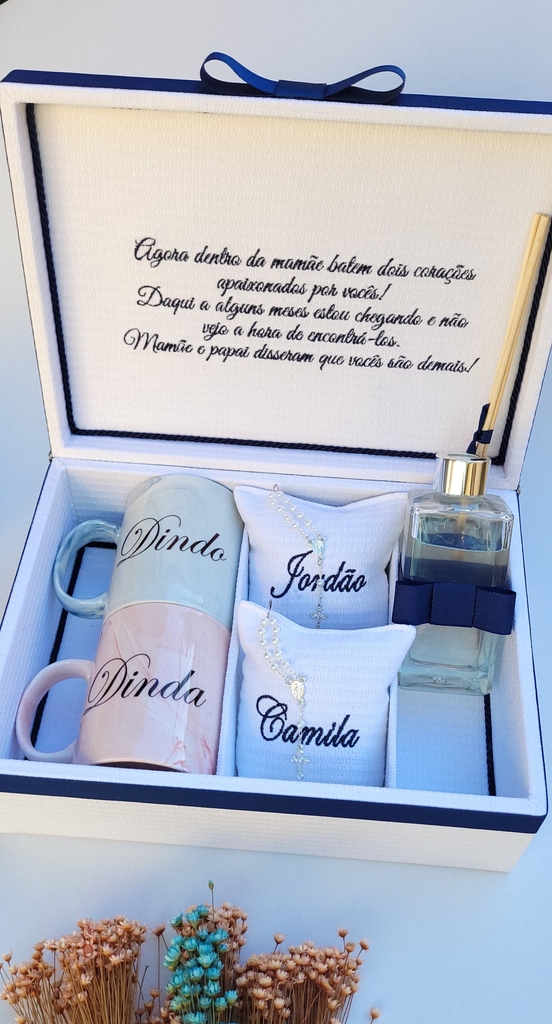 Agora dentro da mamãe batem dois corações
apaixonados por vocês!
Daqui a alguns meses estou chegando e não
vejo a hora de encontrá-los.
Mamãe e papai disseram que vocês são demais!
Dindo
Jordão
Dinda
Camila